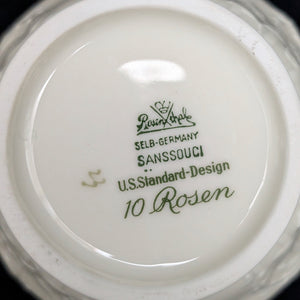 Rosenthal
SELB-GERMANY
SANSSOUCI
U.S.Standard-Design
10 Rosen